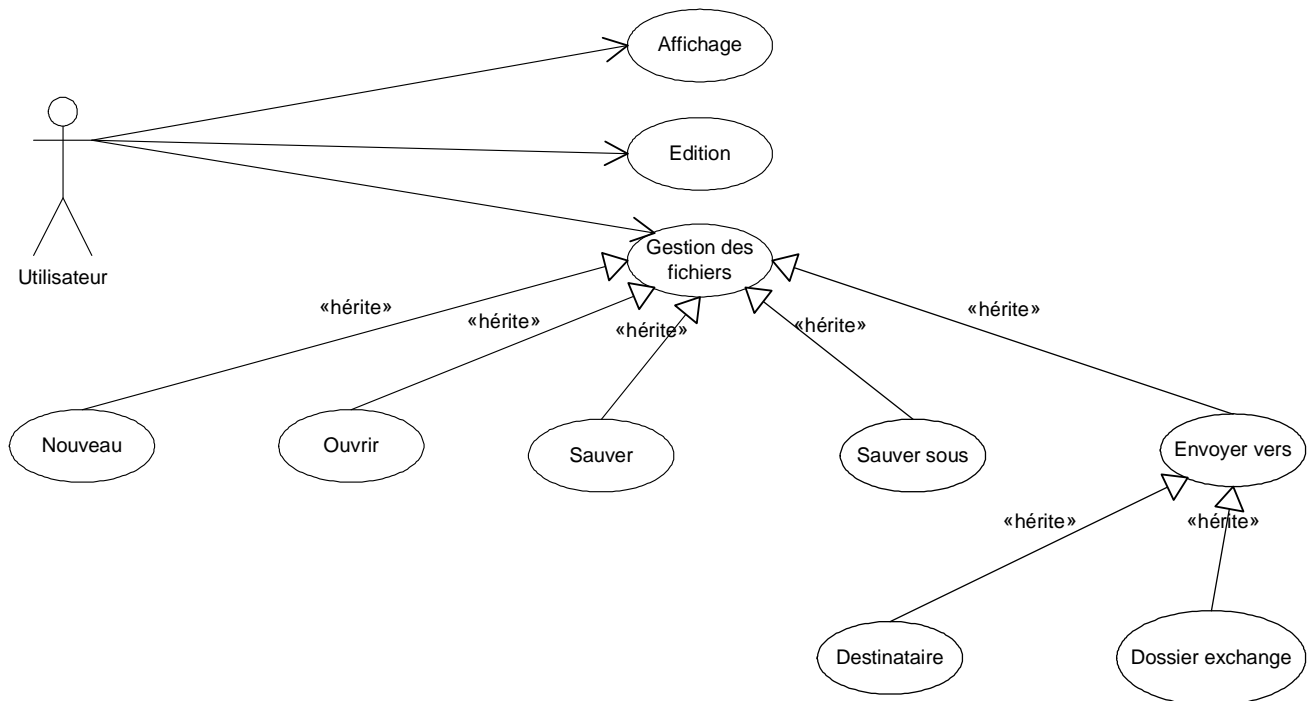 Affichage
Edition
Utilisateur
Gestion des
fichiers
«hérite»
«hérite»
«hérite»
«hérite»
«hérite»
Nouveau
Ouvrir
Sauver
Sauver sous
Envoyer vers
«hérite»
«hérite»
Destinataire
Dossier exchange